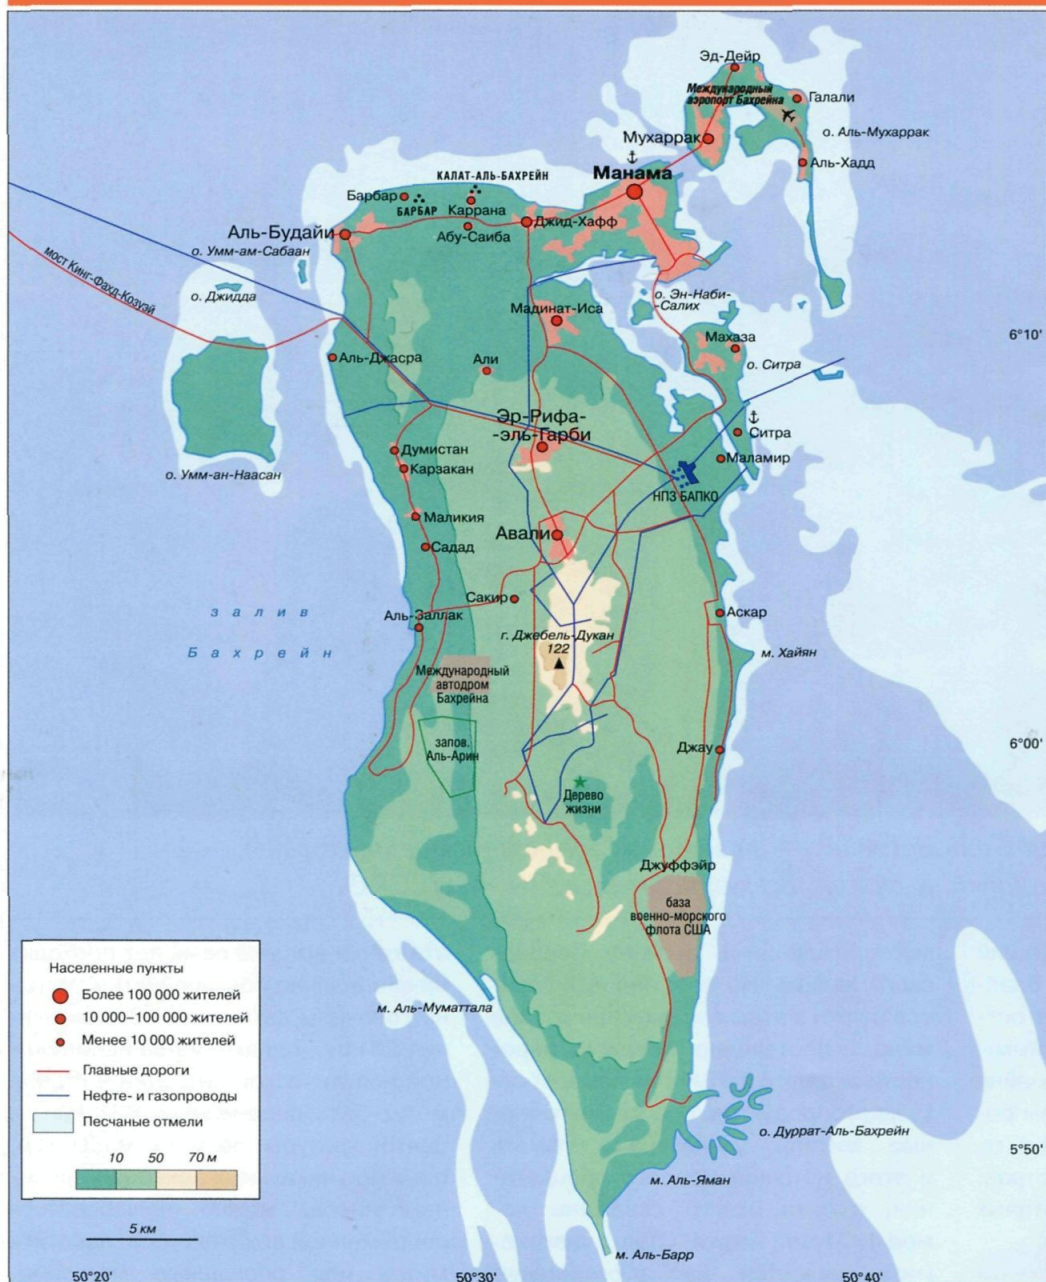 Эд-Дейр
Международный
аэропорт Бахрейна
Галали
о. Аль-Мухаррак
Мухаррак
Аль-Хадд
Манама
КАЛАТ-АЛЬ-БАХРЕЙН
Барбар
БАРБАР
Каррана
Джид-Хафф
Абу-Саиба
Аль-Будайи
о. Умм-ам-Сабаан
мост Кинг-Фахд-Козуэй
о. Джидда
о. Эн-Наби-
-Салих
Мадинат-Иса
Махаза
6°10'
Аль-Джасра
Али
о. Ситра
Эр-Рифа-
-эль-Гарби
Ситра
Думистан
Маламир
Карзакан
о. Умм-ан-Наасан
НПЗ БАПКО
Маликия
Авали
Садад
Сакир
залив
Бахрейн
Аль-Заллак
Аскар
г. Джебель-Дукан
122
м. Хайян
Международный
автодром
Бахрейна
запов.
Аль-Арин
Джау
6°00'
Дерево
жизни
Джуффэйр
база
военно-морского
флота США
Населенные пункты
Более 100 000 жителей
10 000–100 000 жителей
Менее 10 000 жителей
Главные дороги
Нефте- и газопроводы
Песчаные отмели
10 50 70 м
м. Аль-Муматтала
о. Дуррат-Аль-Бахрейн
5°50'
м. Аль-Яман
5 км
м. Аль-Барр
50°20' 50°30' 50°40'